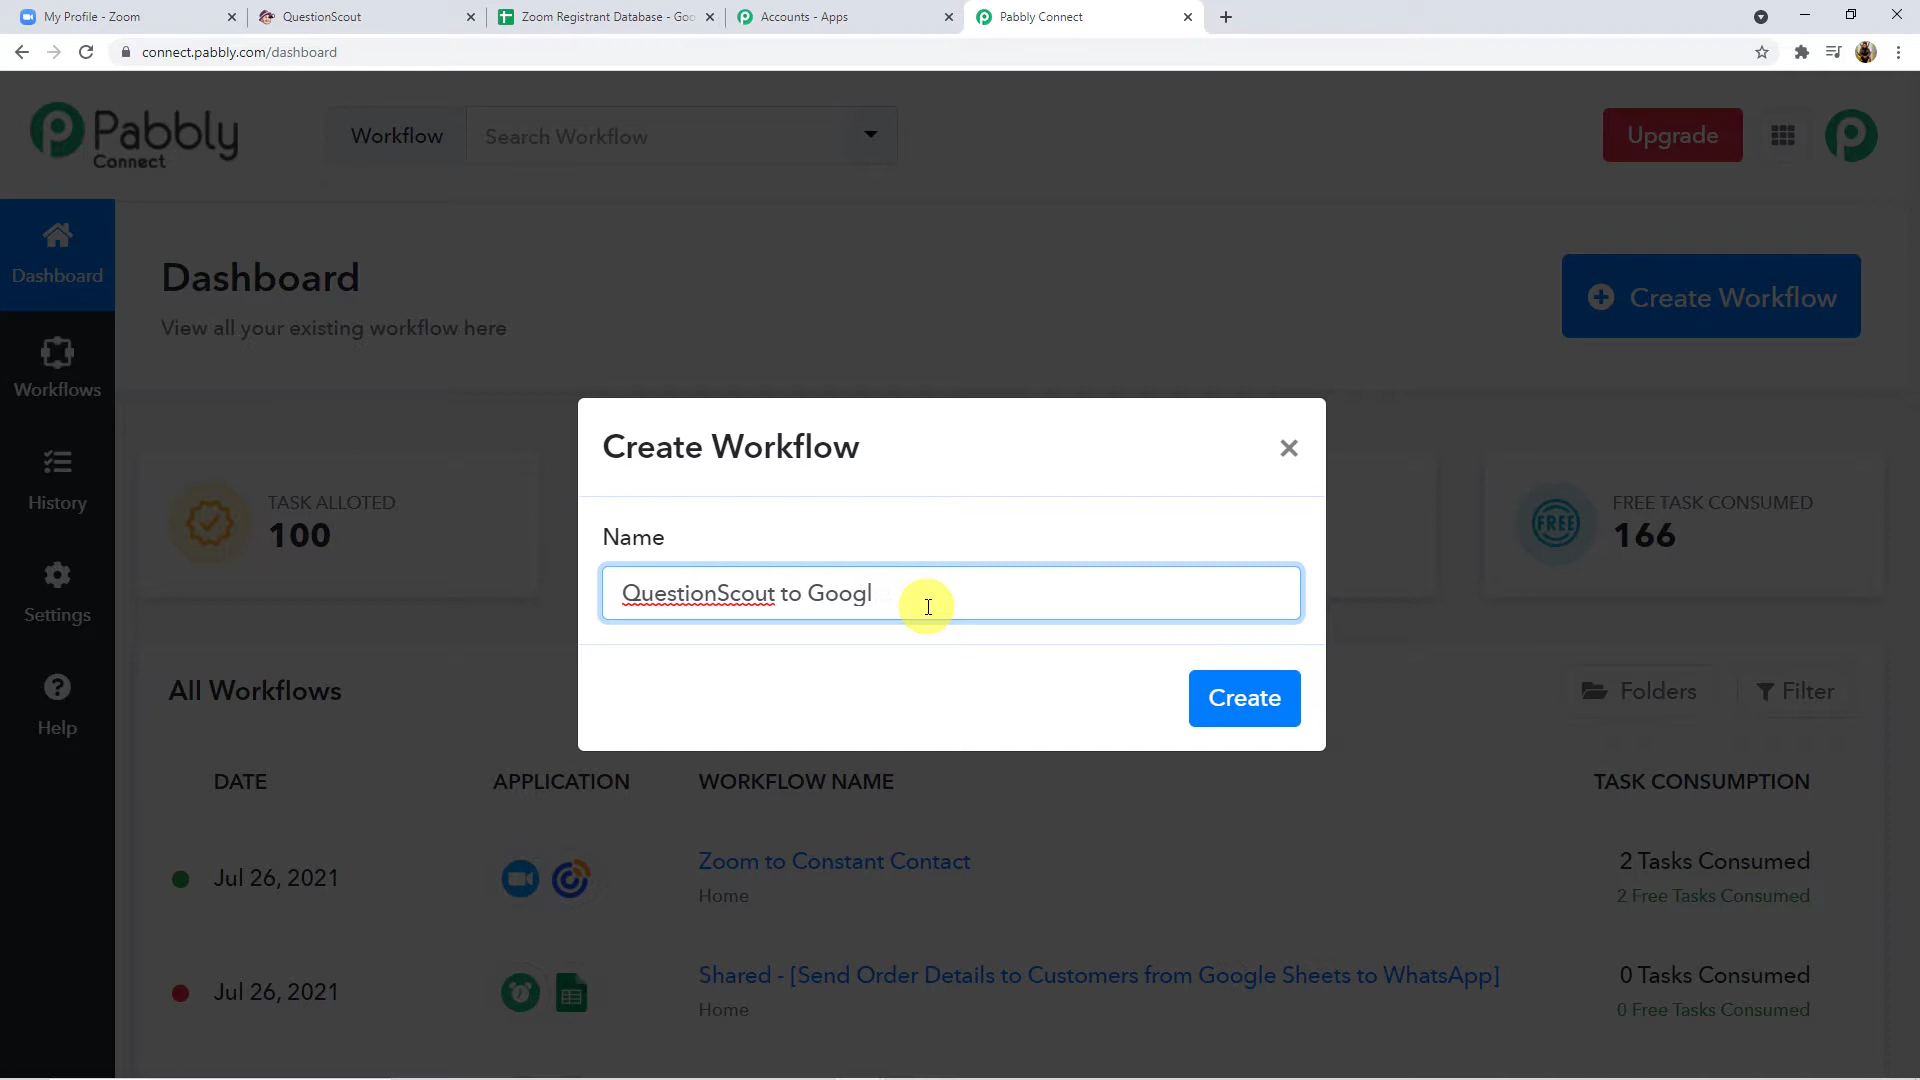 My Profile - Zoom
QuestionScout
Zoom Registrant Database - Goo
Accounts - Apps
Pabbly Connect
connect.pabbly.com/dashboard
Pabbly
Connect
Workflow
Search Workflow
Upgrade
Dashboard
Dashboard
View all your existing workflow here
Create Workflow
Workflows
Create Workflow
History
TASK ALLOTED
100
FREE
FREE TASK CONSUMED
166
Name
QuestionScout to Googl
Settings
Create
Help
All Workflows
Folders
Filter
DATE
APPLICATION
WORKFLOW NAME
TASK CONSUMPTION
Jul 26, 2021
Zoom to Constant Contact
Home
2 Tasks Consumed
2 Free Tasks Consumed
Jul 26, 2021
Shared - [Send Order Details to Customers from Google Sheets to WhatsApp]
Home
0 Tasks Consumed
0 Free Tasks Consumed